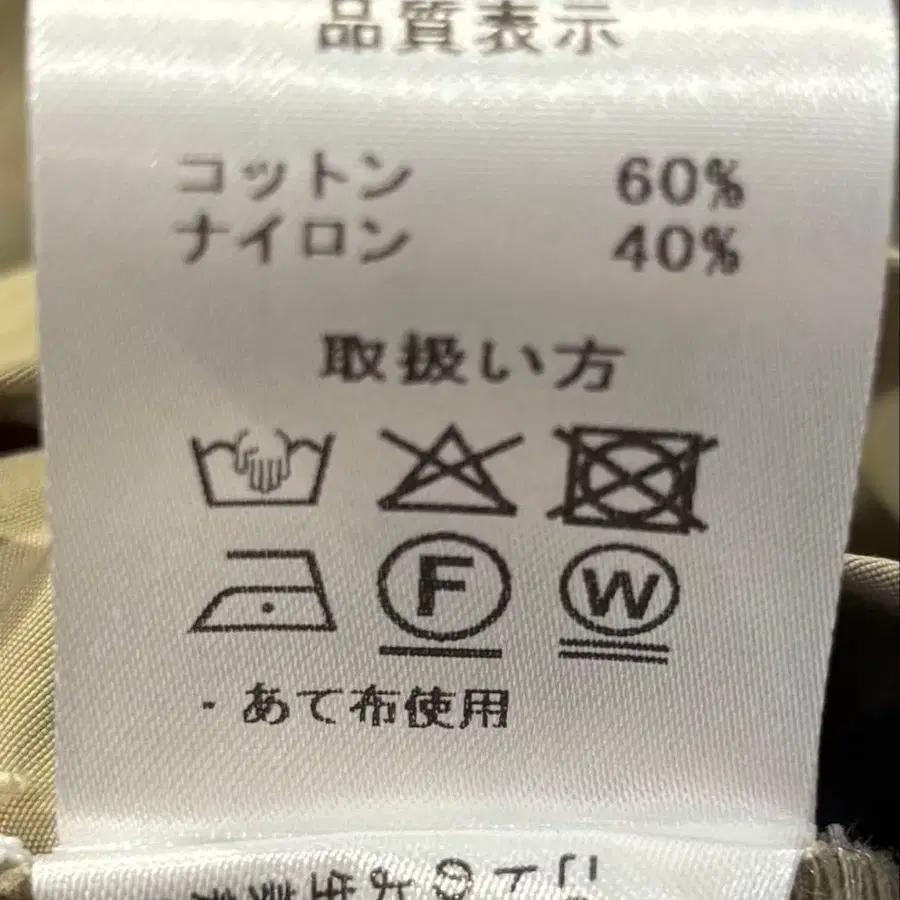 品質表示
コットン 60%
ナイロン 40%
取扱い方
F W
・あて布使用